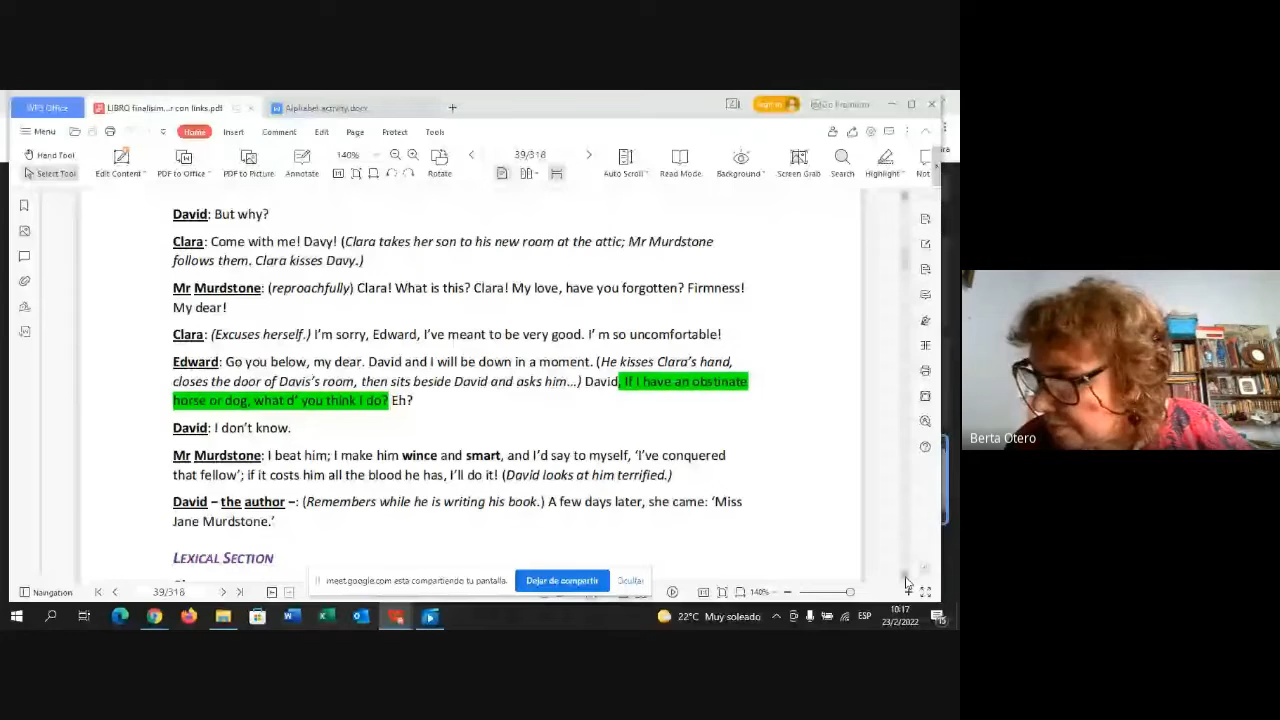 WPS Office
LIBRO finalisim...r con links.pdf
Alphabet activity.docx
Go Premium
Menu
Home
Insert
Comment
Edit
Page
Protect
Tools
Hand Tool
140%
39/318
Select Tool
Edit Content
PDF to Office
PDF to Picture
Annotate
Rotate
Auto Scroll
Read Mode
Background
Screen Grab
Search
Highlight
Not
David: But why?
Clara: Come with me! Davy! (Clara takes her son to his new room at the attic; Mr Murdstone
follows them. Clara kisses Davy.)
Mr Murdstone: (reproachfully) Clara! What is this? Clara! My love, have you forgotten? Firmness!
My dear!
Clara: (Excuses herself.) I'm sorry, Edward, I've meant to be very good. I' m so uncomfortable!
Edward: Go you below, my dear. David and I will be down in a moment. (He kisses Clara's hand,
closes the door of Davis's room, then sits beside David and asks him...) David, If I have an obstinate
horse or dog, what d' you think I do? Eh?
David: I don't know.
Mr Murdstone: I beat him; I make him wince and smart, and I'd say to myself, 'I've conquered
that fellow'; if it costs him all the blood he has, I'll do it! (David looks at him terrified.)
David – the author –: (Remembers while he is writing his book.) A few days later, she came: 'Miss
Jane Murdstone.'
LEXICAL SECTION
meet.google.com está compartiendo tu pantalla.
Dejar de compartir
Ocultar
Navigation
39/318
140%
22°C Muy soleado
ESP
10:17
23/2/2022
15
Berta Otero